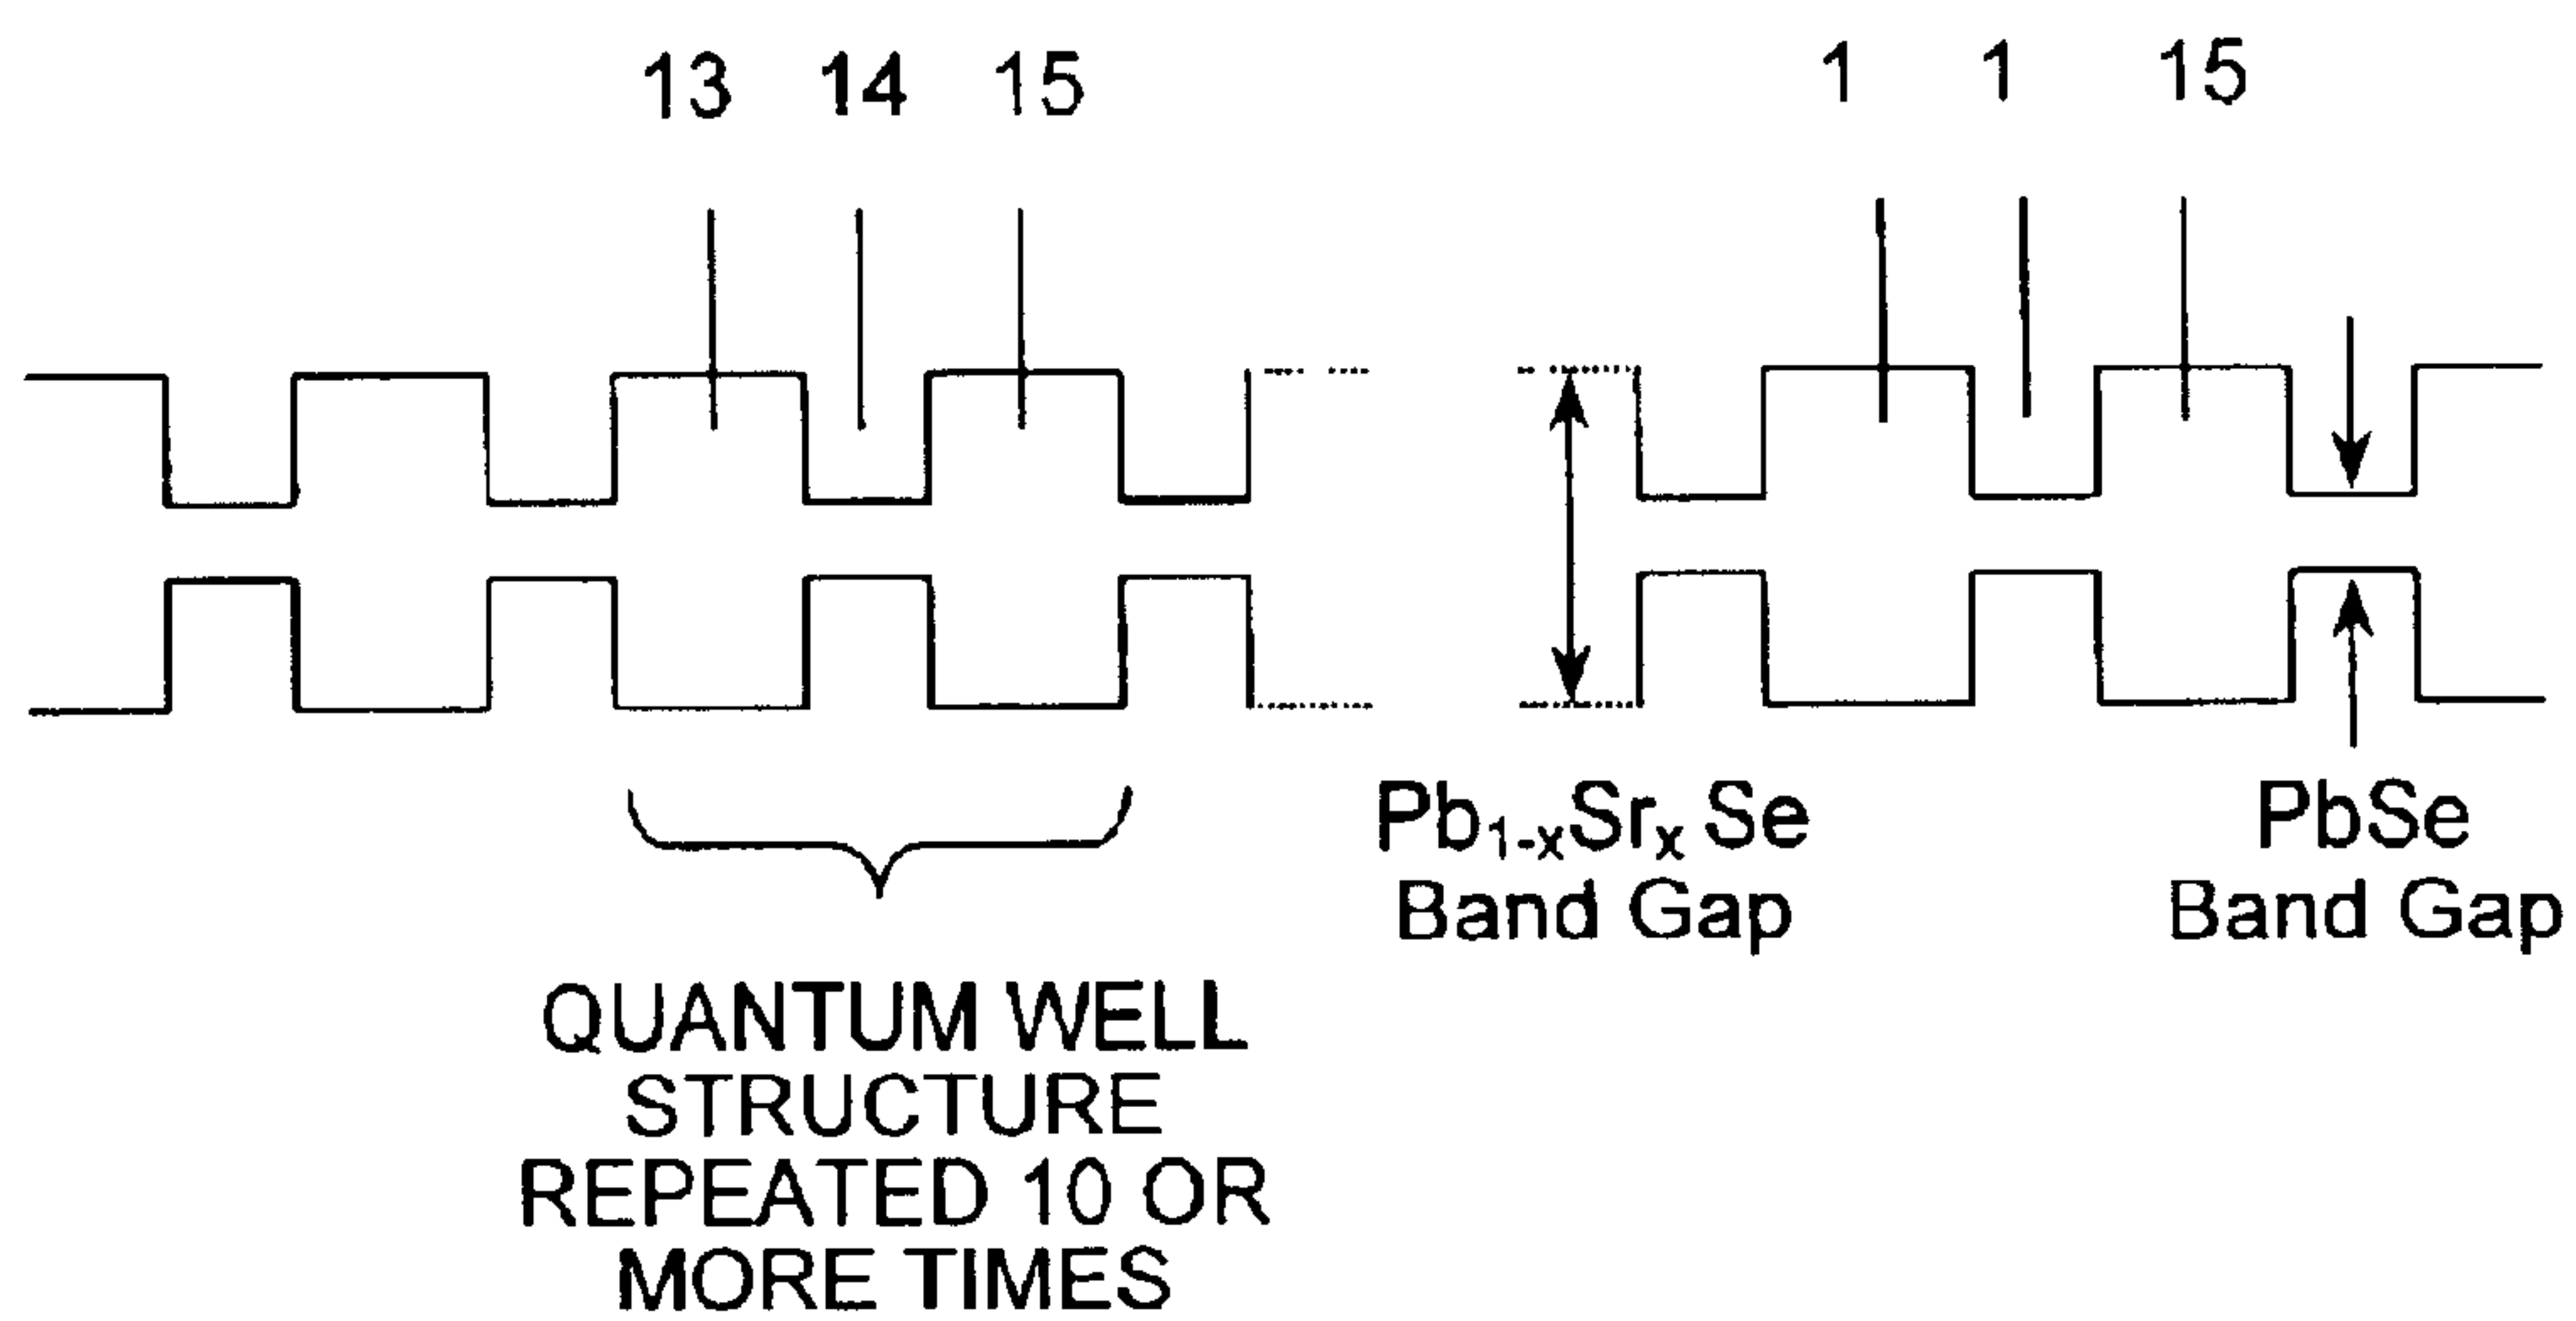 13 14 15 1 1 15
Pb₁₋ₓSrₓ Se PbSe
Band Gap Band Gap
QUANTUM WELL
STRUCTURE
REPEATED 10 OR
MORE TIMES